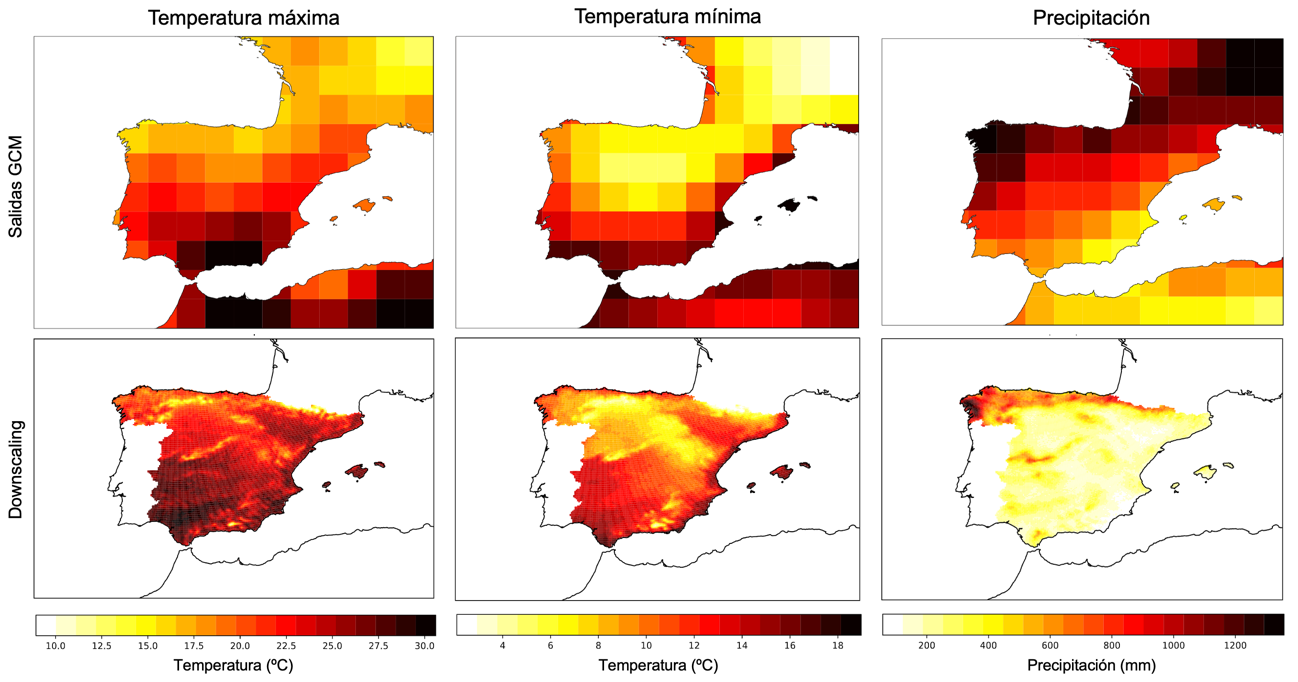 Temperatura máxima
Temperatura mínima
Precipitación
Salidas GCM
Downscaling
10.0 12.5 15.0 17.5 20.0 22.5 25.0 27.5 30.0
4 6 8 10 12 14 16 18
200 400 600 800 1000 1200
Temperatura (ºC)
Temperatura (ºC)
Precipitación (mm)